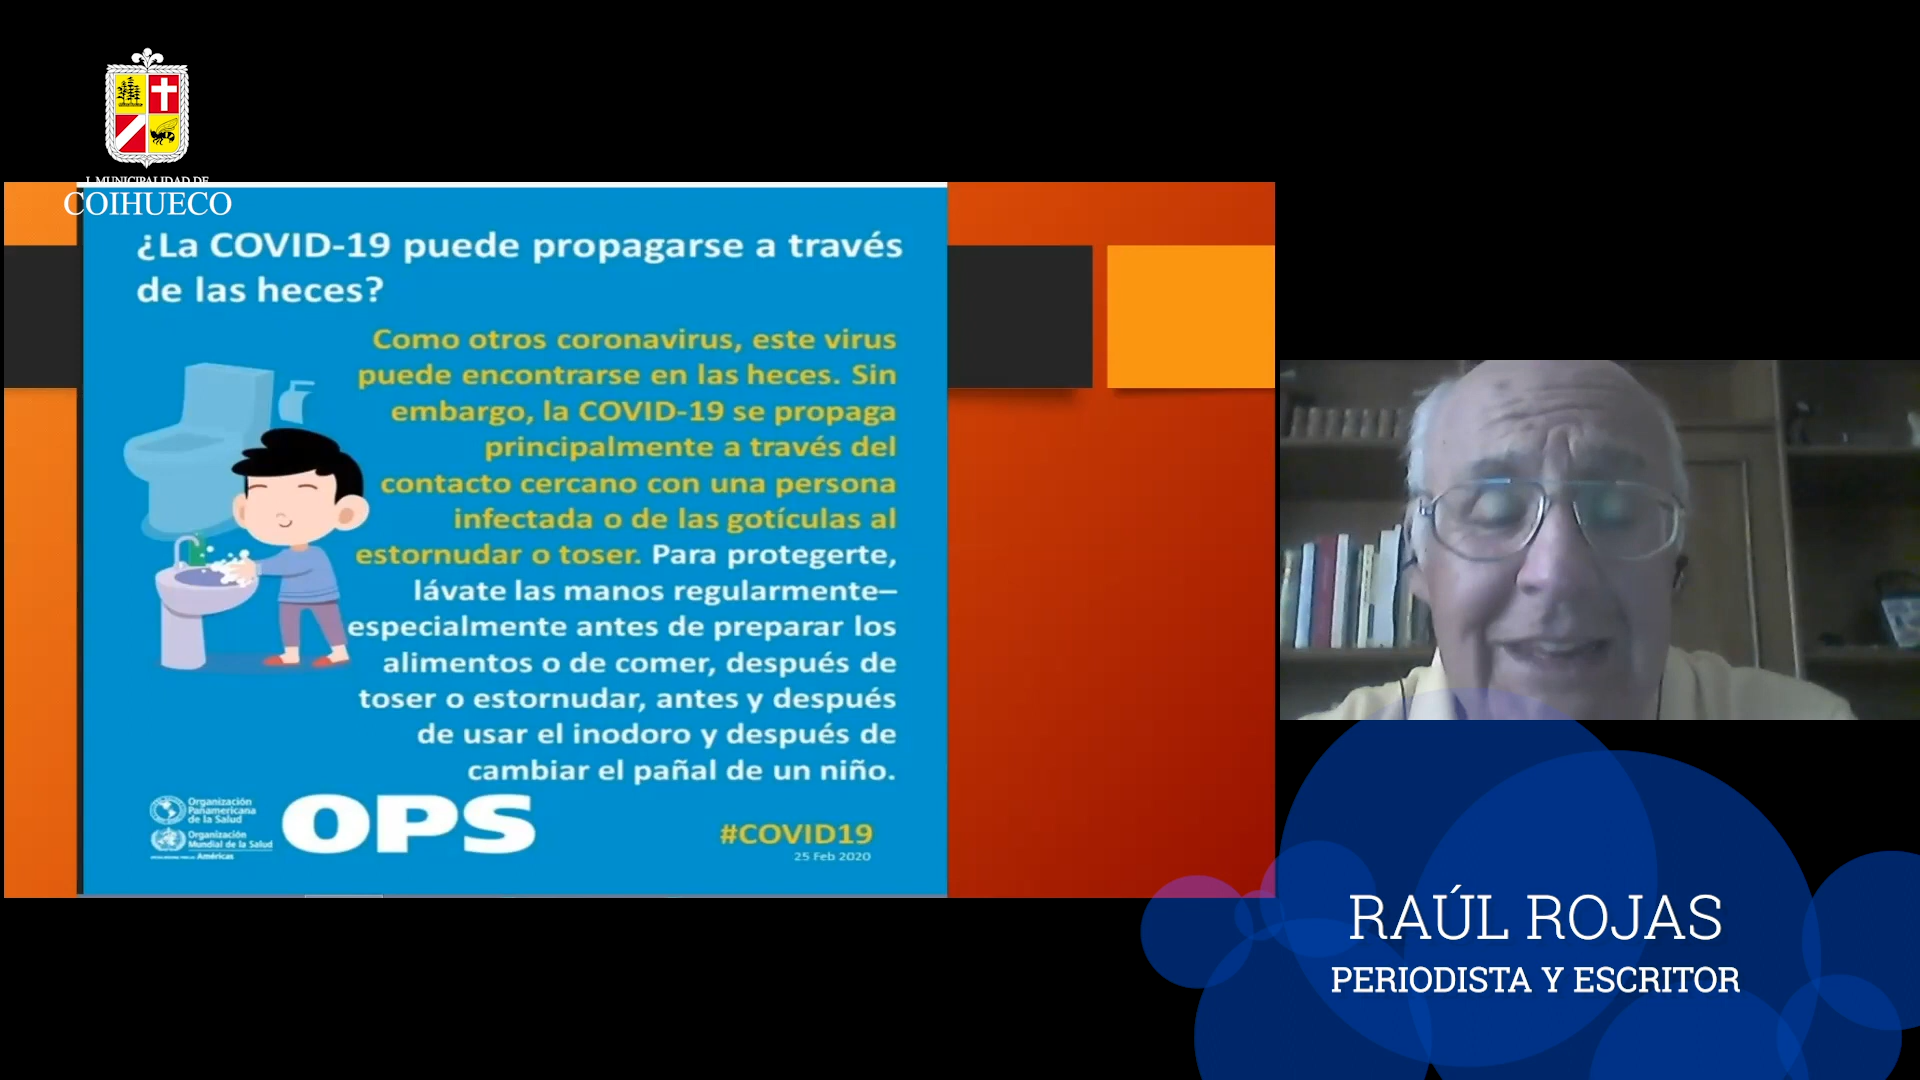 I. MUNICIPALIDAD DE
COIHUECO
¿La COVID-19 puede propagarse a través
de las heces?
Como otros coronavirus, este virus
puede encontrarse en las heces. Sin
embargo, la COVID-19 se propaga
principalmente a través del
contacto cercano con una persona
infectada o de las gotículas al
estornudar o toser. Para protegerte,
lávate las manos regularmente–
especialmente antes de preparar los
alimentos o de comer, después de
toser o estornudar, antes y después
de usar el inodoro y después de
cambiar el pañal de un niño.
Organización
Panamericana
de la Salud
Organización
Mundial de la Salud
Américas
OPS
#COVID19
25 Feb 2020
RAÚL ROJAS
PERIODISTA Y ESCRITOR